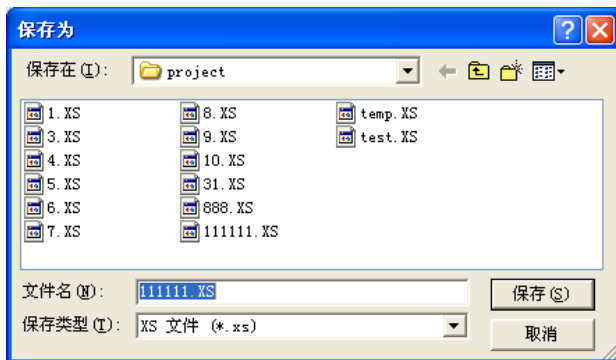 保存为
保存在(I):
project
1.XS
3.XS
4.XS
5.XS
6.XS
7.XS
8.XS
9.XS
10.XS
31.XS
888.XS
111111.XS
temp.XS
test.XS
文件名(N):
111111.XS
保存(S)
保存类型(T):
XS 文件 (*.xs)
取消